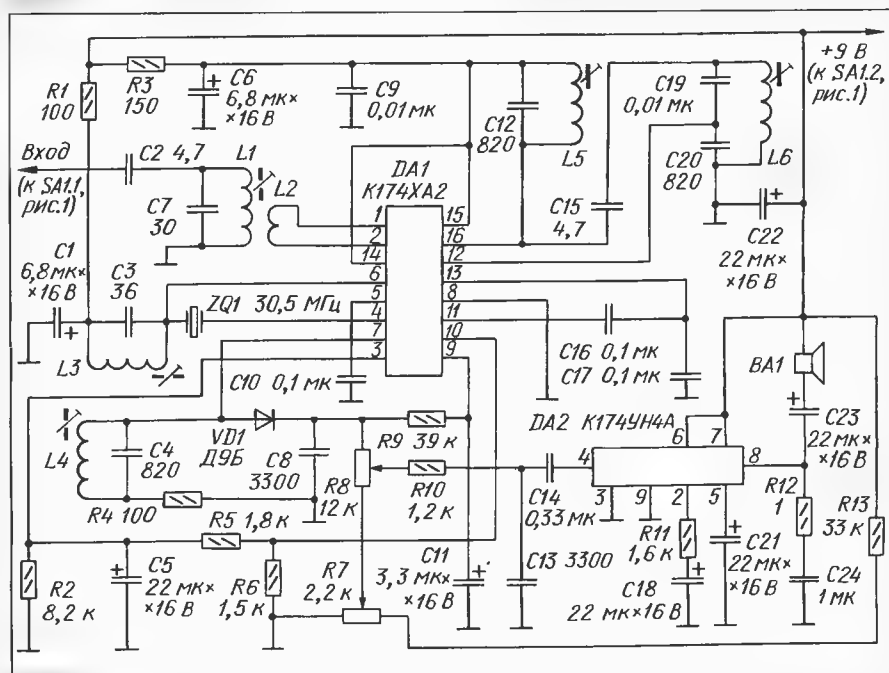 +9 В
(к SA1.2,
рис.1)
R1
100
R3
150
C6
6,8 мк×
×16 В
C9
0,01 мк
C12
820
L5
C19
0,01 мк
C20
820
L6
Вход
(к SA1.1,
рис.1)
C2 4,7
L1
L2
C7
30
DA1
К174ХА2
1
2
14
6
5
4
7
3
15
16
12
13
8
11
10
9
C15
4,7
C22
22 мк×
×16 В
C1
6,8 мк×
×16 В
C3
36
ZQ1 30,5 МГц
L3
C10 0,1 мк
C16 0,1 мк
C17 0,1 мк
BA1
C23
22 мк×
×16 В
L4
C4
820
VD1
Д9Б
C8
3300
R9 39 к
R8
12 к
R10
1,2 к
DA2 К174УН4А
4
6
7
8
3
9
2
5
C14
0,33 мк
R4 100
R5 1,8 к
R12
1
R13
33 к
R2
8,2 к
C5
22 мк×
×16 В
R6
1,5 к
R7
2,2 к
C11
3,3 мк×
×16 В
C13 3300
R11
1,6 к
C18
22 мк×16 В
C21
22 мк×
×16 В
C24
1 мк